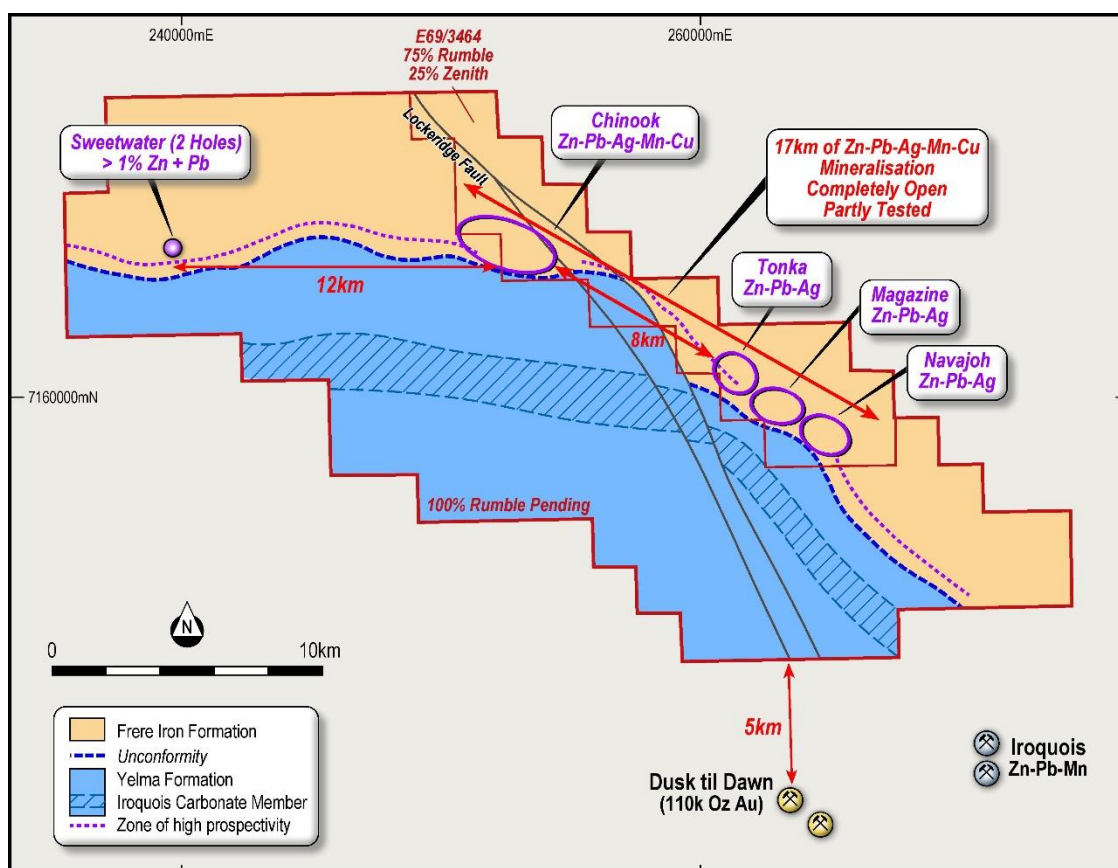 240000mE
260000mE
E69/3464
75% Rumble
25% Zenith
Lockeridge Fault
Sweetwater (2 Holes)
> 1% Zn + Pb
Chinook
Zn-Pb-Ag-Mn-Cu
17km of Zn-Pb-Ag-Mn-Cu
Mineralisation
Completely Open
Partly Tested
Tonka
Zn-Pb-Ag
Magazine
Zn-Pb-Ag
Navajoh
Zn-Pb-Ag
12km
8km
7160000mN
100% Rumble Pending
N
0
10km
5km
Frere Iron Formation
Unconformity
Yelma Formation
Iroquois Carbonate Member
Zone of high prospectivity
Dusk til Dawn
(110k Oz Au)
Iroquois
Zn-Pb-Mn